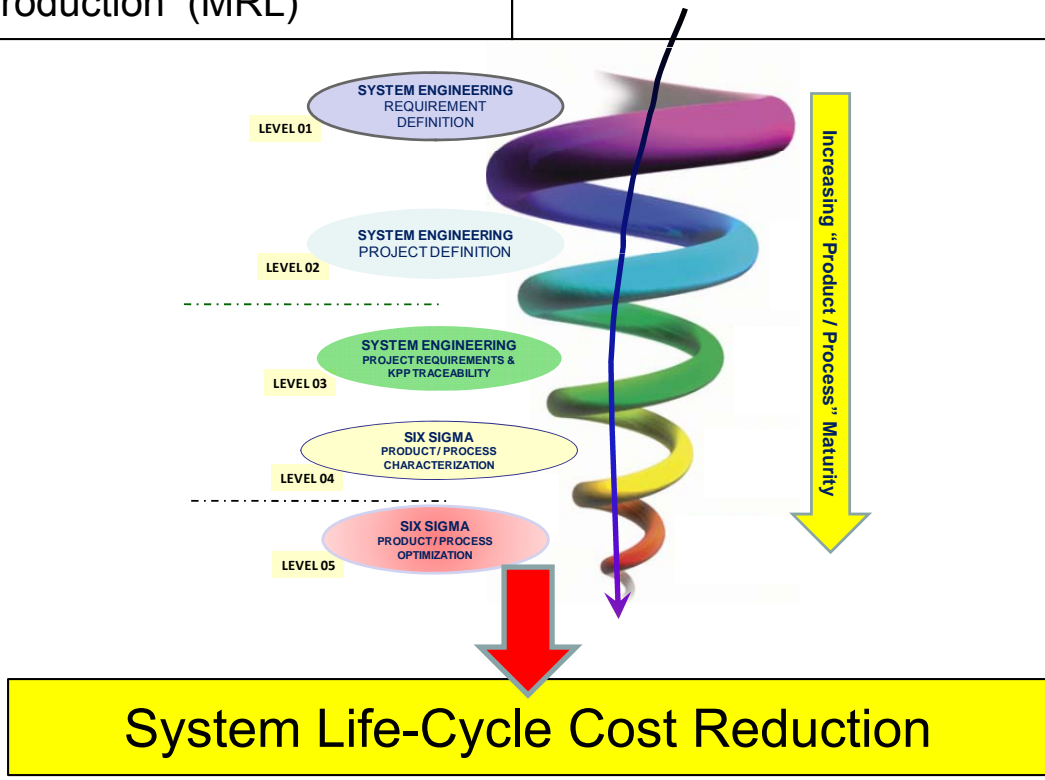 roduction (MRL)
SYSTEM ENGINEERING
REQUIREMENT
DEFINITION
LEVEL 01
SYSTEM ENGINEERING
PROJECT DEFINITION
LEVEL 02
SYSTEM ENGINEERING
PROJECT REQUIREMENTS &
KPP TRACEABILITY
LEVEL 03
SIX SIGMA
PRODUCT / PROCESS
CHARACTERIZATION
LEVEL 04
SIX SIGMA
PRODUCT / PROCESS
OPTIMIZATION
LEVEL 05
Increasing “Product / Process” Maturity
System Life-Cycle Cost Reduction